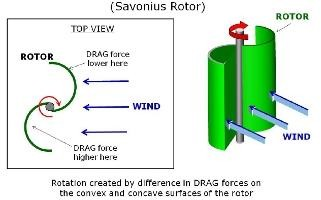 (Savonius Rotor)
TOP VIEW
ROTOR
DRAG force
lower here
WIND
DRAG force
higher here
ROTOR
WIND
Rotation created by difference in DRAG forces on
the convex and concave surfaces of the rotor